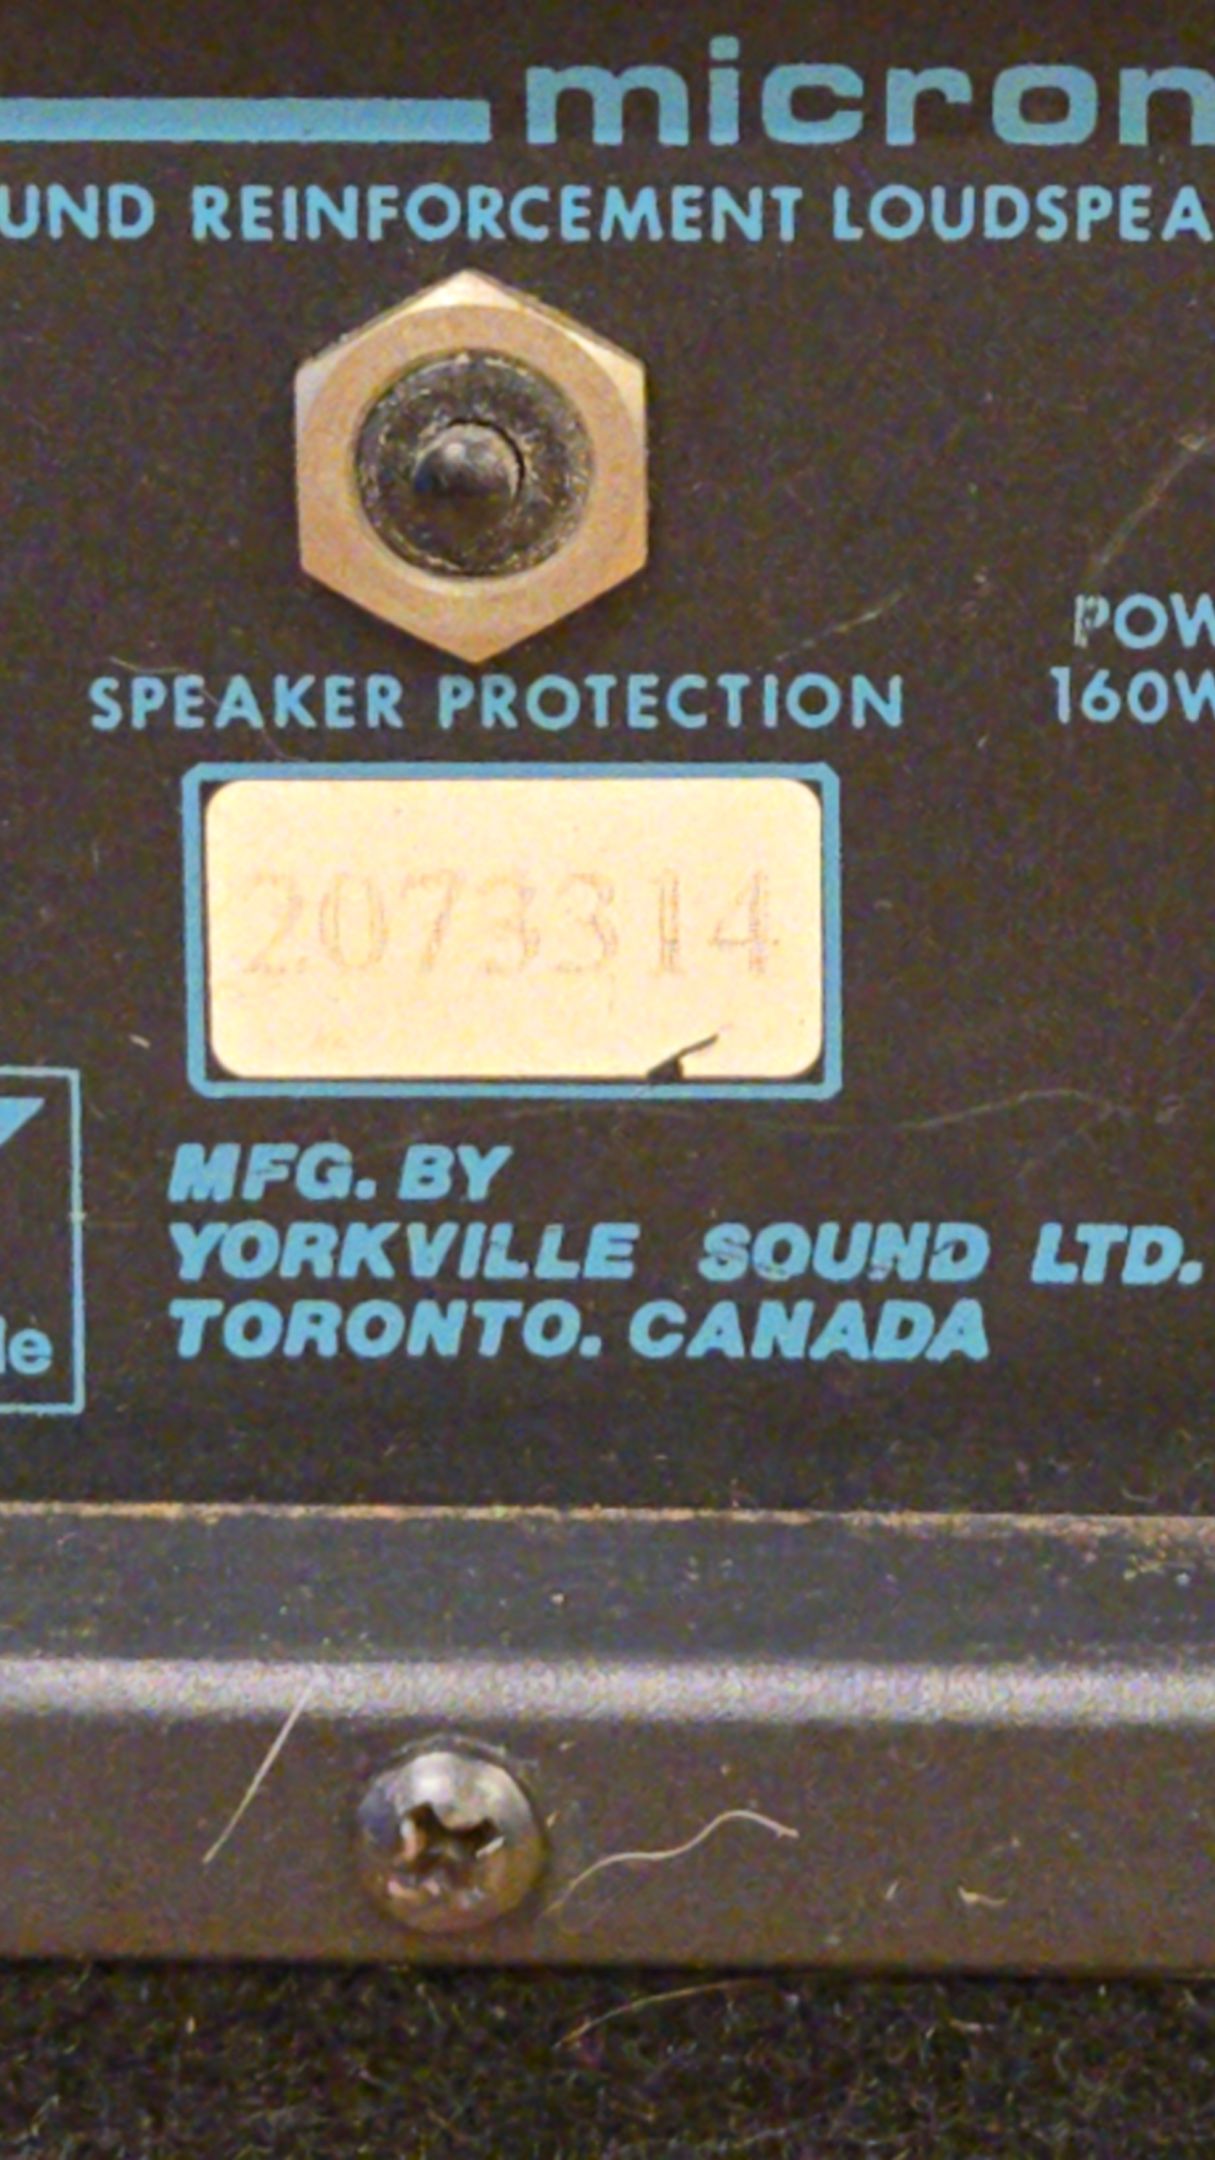 micron
UND REINFORCEMENT LOUDSPEA
SPEAKER PROTECTION
POW
160W
2073314
MFG. BY
YORKVILLE SOUND LTD.
TORONTO. CANADA
le